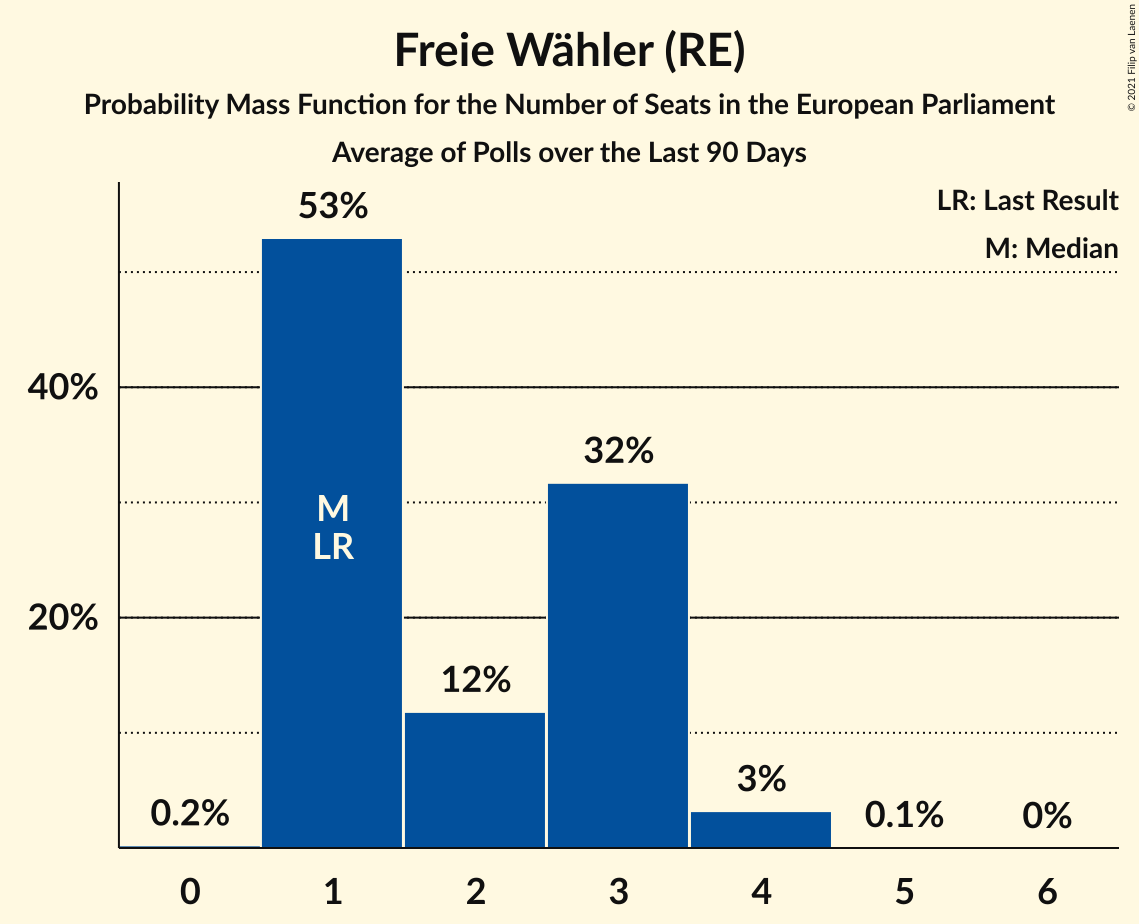 Freie Wähler (RE)
Probability Mass Function for the Number of Seats in the European Parliament
Average of Polls over the Last 90 Days
© 2021 Filip van Laenen
LR: Last Result
M: Median
53%
40%
32%
M
LR
20%
12%
3%
0.2%
0.1%
0%
0 1 2 3 4 5 6